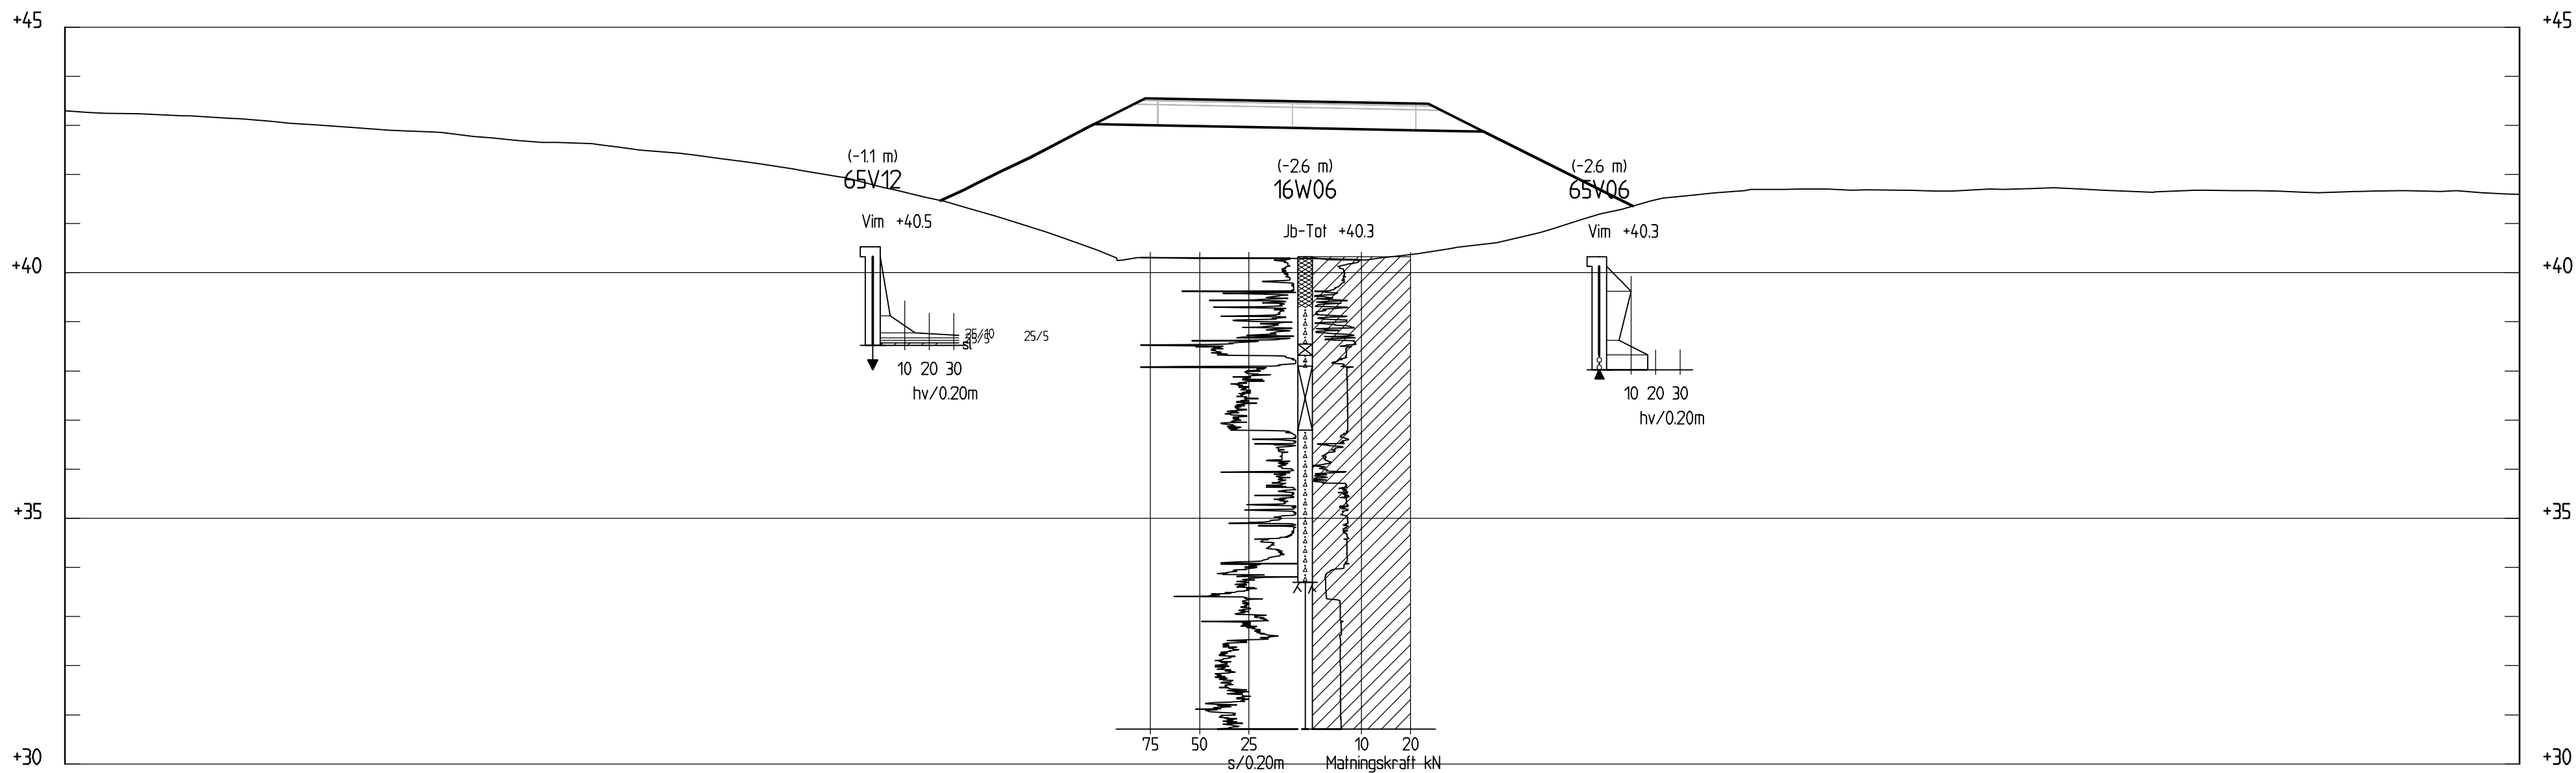 +45 +45
(-1.1 m)
65V12
(-2.6 m)
16W06
(-2.6 m)
65V06
Vim +40.5
Jb-Tot +40.3
Vim +40.3
+40 +40
25/5
10 20 30
hv/0.20m
10 20 30
hv/0.20m
+35 +35
75 50 25 10 20
s/0.20m Matningskraft kN
+30 +30